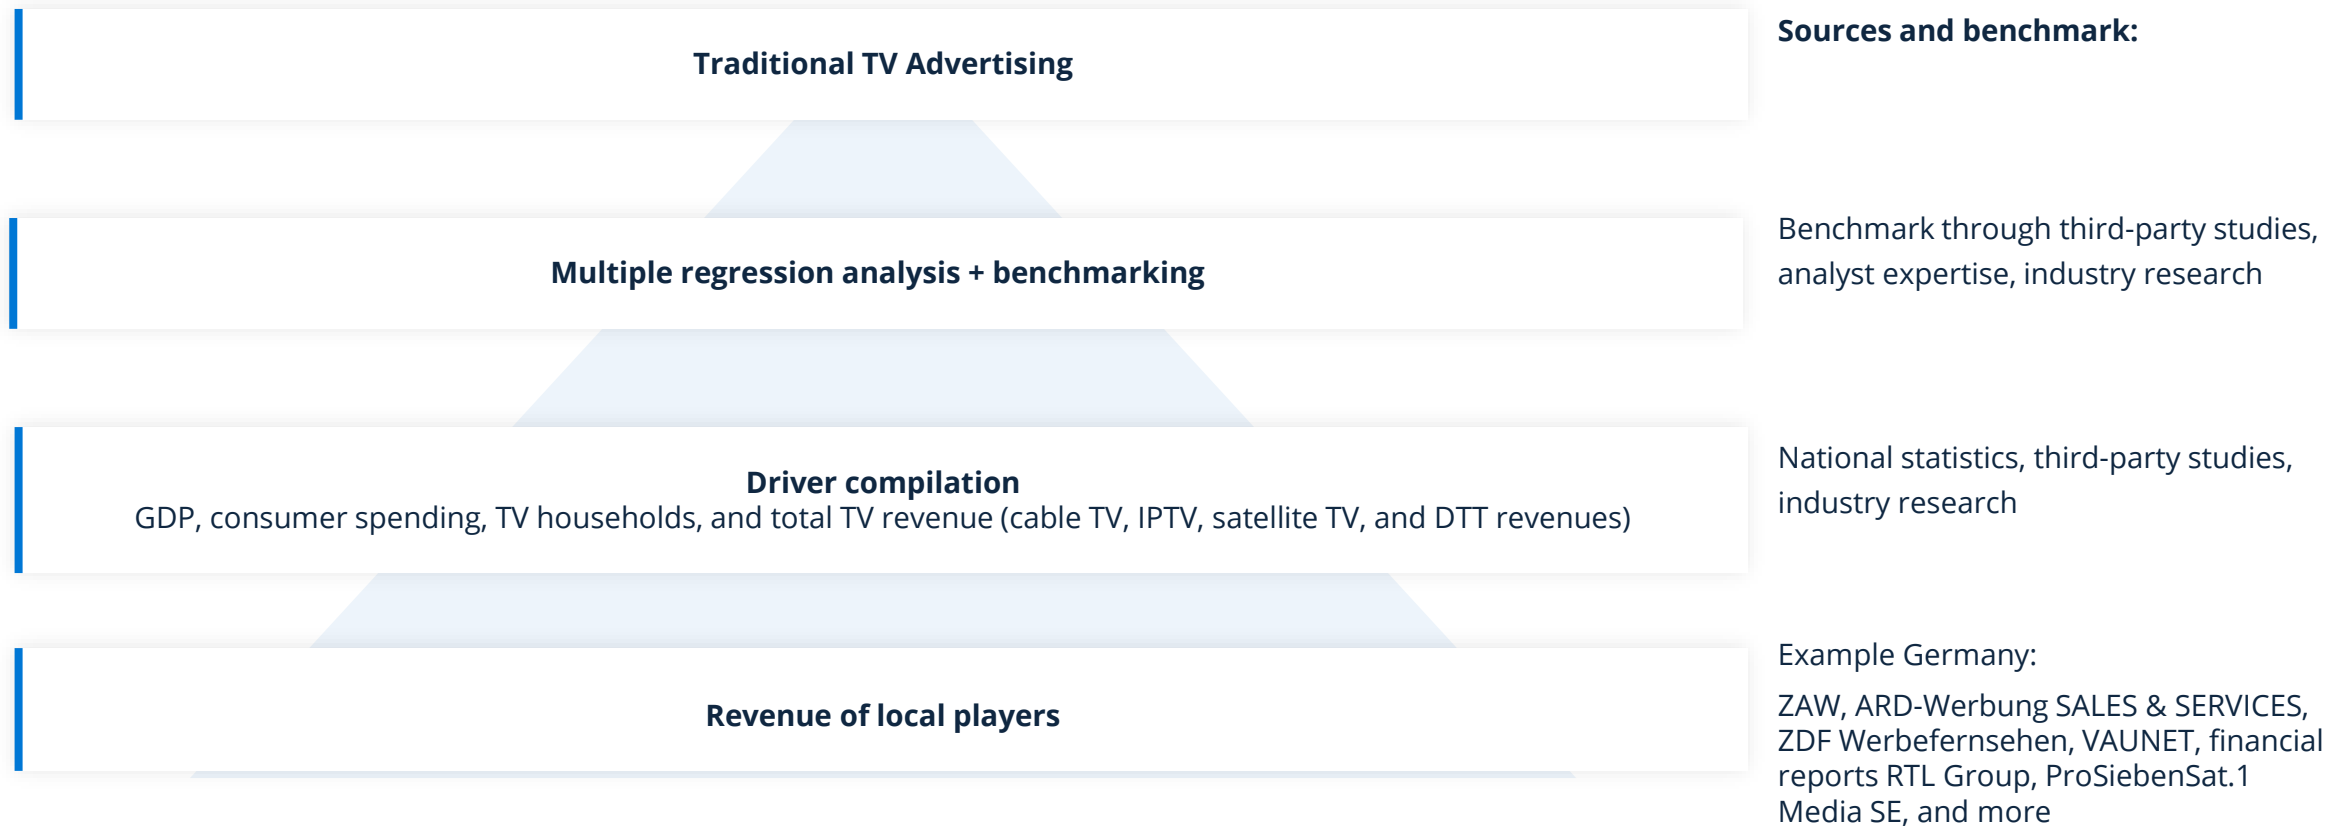 Traditional TV Advertising
Sources and benchmark:
Multiple regression analysis + benchmarking
Benchmark through third-party studies,
analyst expertise, industry research
Driver compilation
GDP, consumer spending, TV households, and total TV revenue (cable TV, IPTV, satellite TV, and DTT revenues)
National statistics, third-party studies,
industry research
Revenue of local players
Example Germany:
ZAW, ARD-Werbung SALES & SERVICES,
ZDF Werbefernsehen, VAUNET, financial
reports RTL Group, ProSiebenSat.1
Media SE, and more